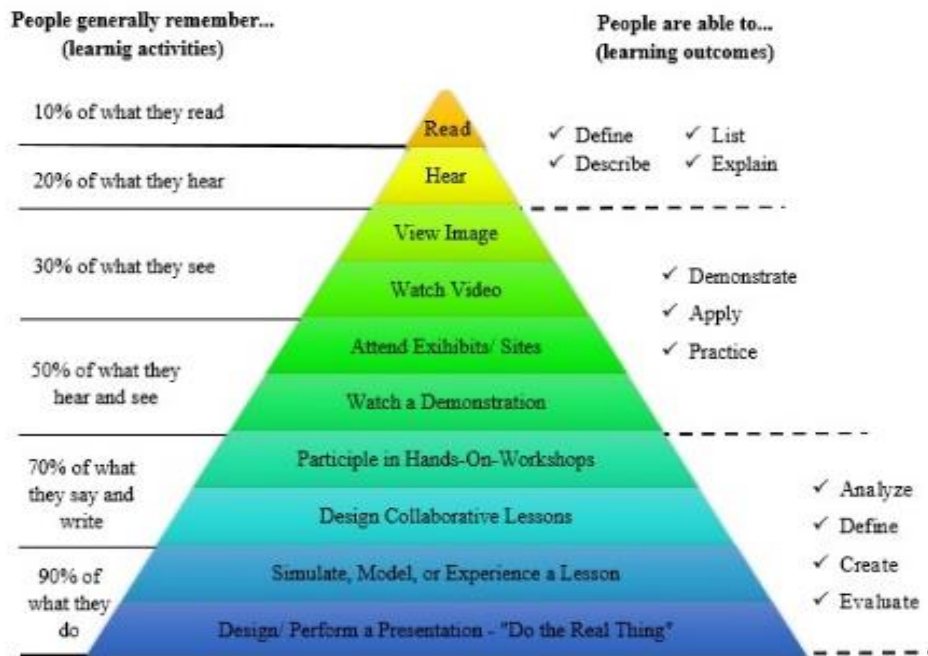 People generally remember...
(learnig activities)
People are able to...
(learning outcomes)
10% of what they read
20% of what they hear
30% of what they see
50% of what they
hear and see
70% of what
they say and
write
90% of
what they
do
Read
Hear
View Image
Watch Video
Attend Exihibits/ Sites
Watch a Demonstration
Participle in Hands-On-Workshops
Design Collaborative Lessons
Simulate, Model, or Experience a Lesson
Design/ Perform a Presentation - "Do the Real Thing"
✓ Define ✓ List
✓ Describe ✓ Explain
✓ Demonstrate
✓ Apply
✓ Practice
✓ Analyze
✓ Define
✓ Create
✓ Evaluate